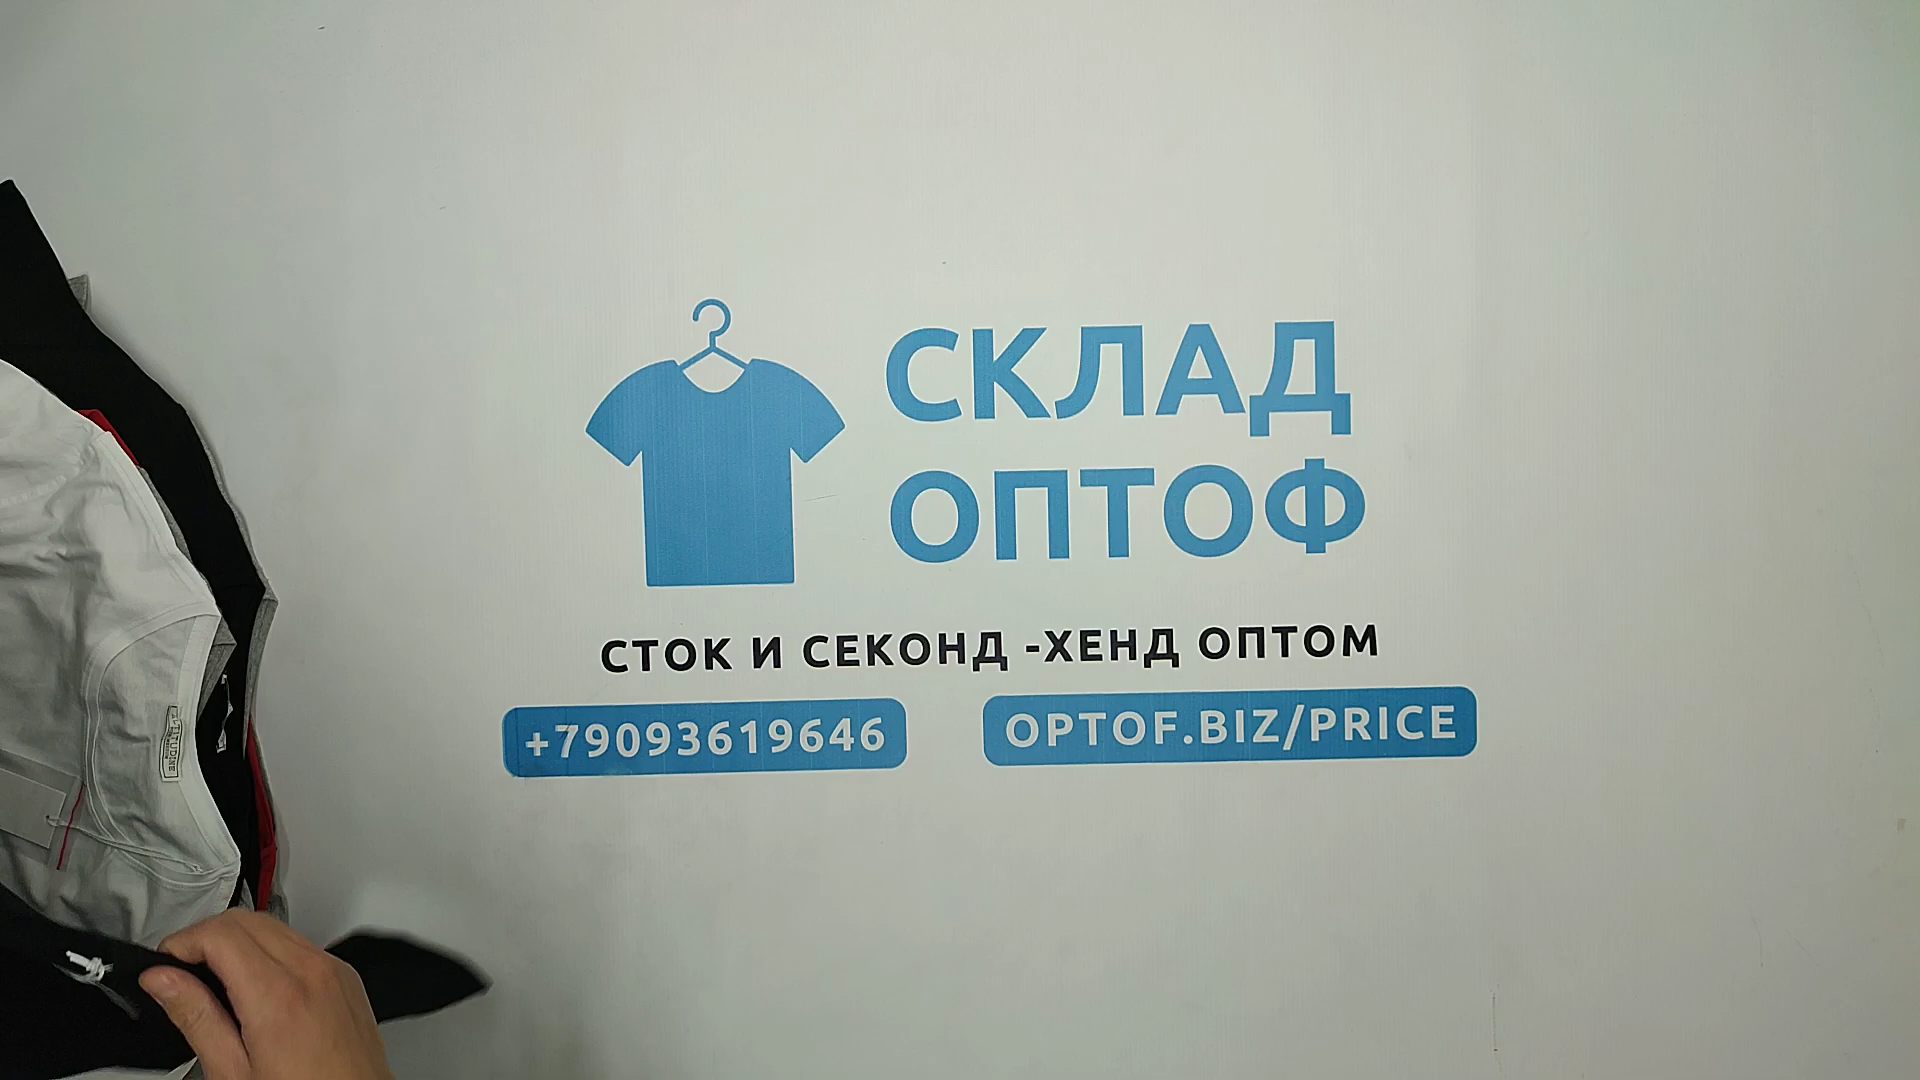 СКЛАД
ОПТОФ
СТОК И СЕКОНД -ХЕНД ОПТОМ
+79093619646
OPTOF.BIZ/PRICE